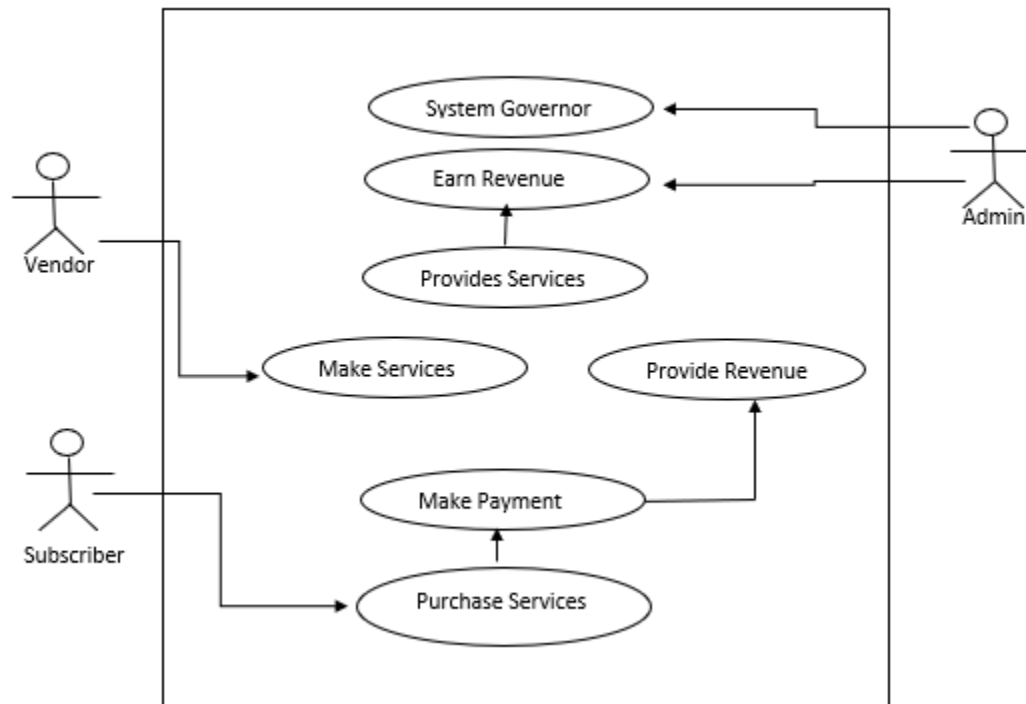 System Governor
Earn Revenue
Admin
Vendor
Provides Services
Make Services
Provide Revenue
Make Payment
Subscriber
Purchase Services